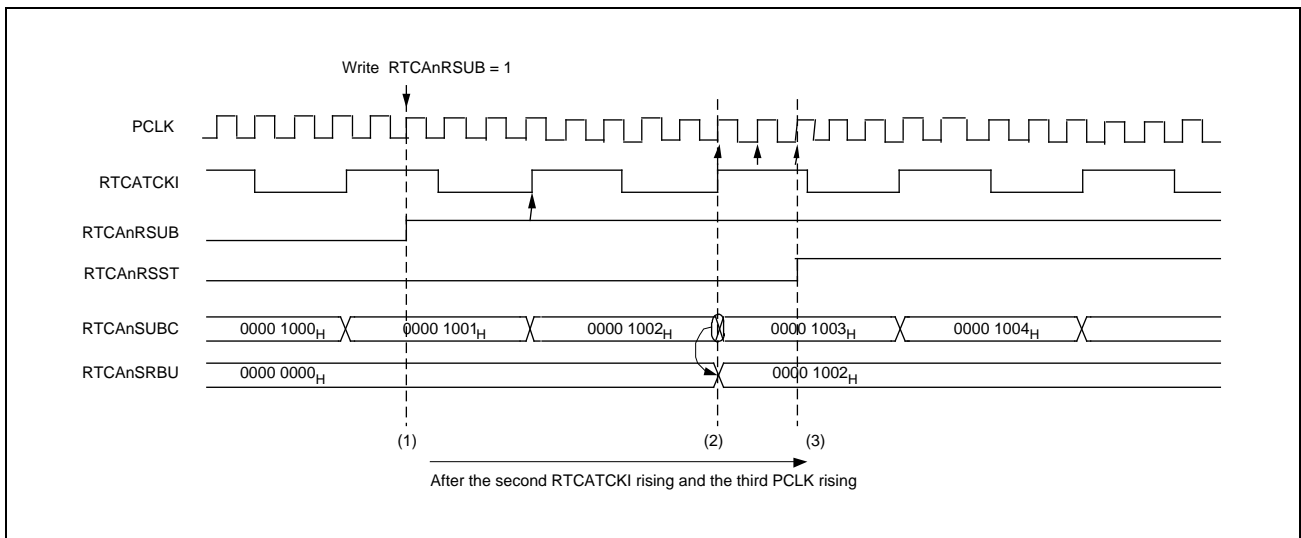 Write RTCAnRSUB = 1
PCLK
RTCATCKI
RTCAnRSUB
RTCAnRSST
RTCAnSUBC 0000 1000H 0000 1001H 0000 1002H 0000 1003H 0000 1004H
RTCAnSRBU 0000 0000H 0000 1002H
(1) (2) (3)
After the second RTCATCKI rising and the third PCLK rising